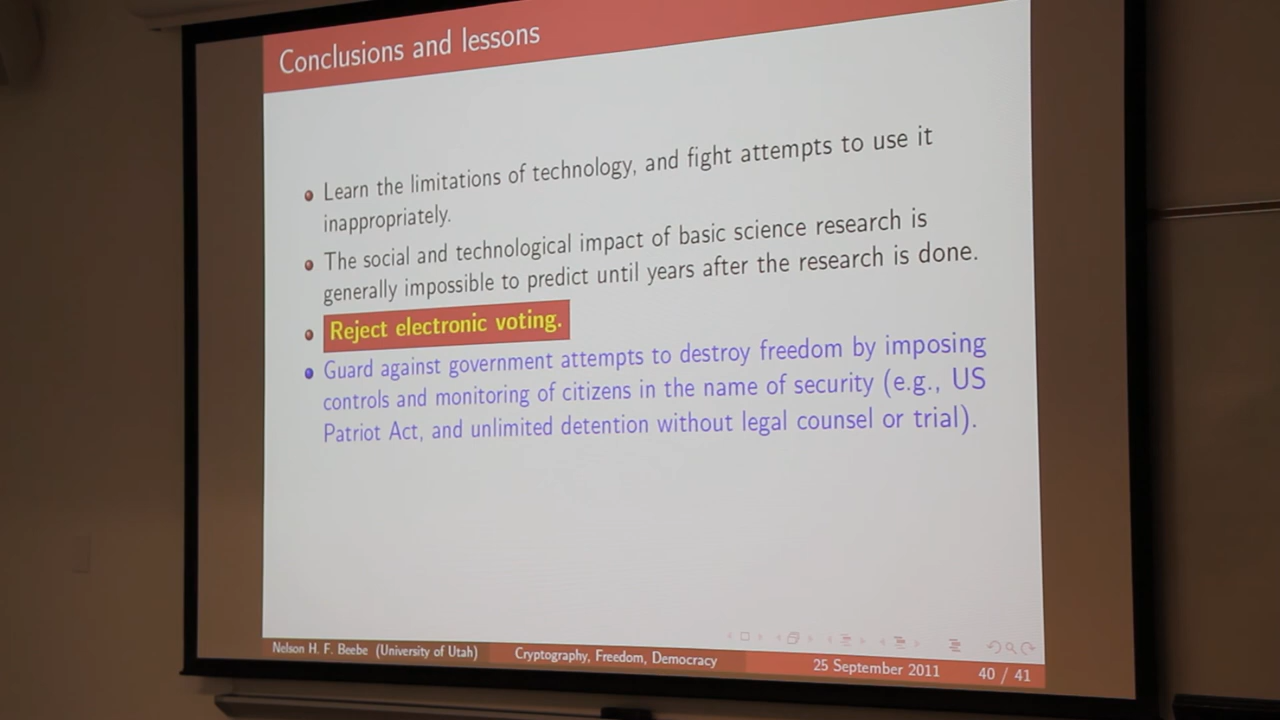 Conclusions and lessons
Learn the limitations of technology, and fight attempts to use it
inappropriately.
The social and technological impact of basic science research is
generally impossible to predict until years after the research is done.
Reject electronic voting.
Guard against government attempts to destroy freedom by imposing
controls and monitoring of citizens in the name of security (e.g., US
Patriot Act, and unlimited detention without legal counsel or trial).
Nelson H. F. Beebe (University of Utah) Cryptography, Freedom, Democracy 25 September 2011 40 / 41